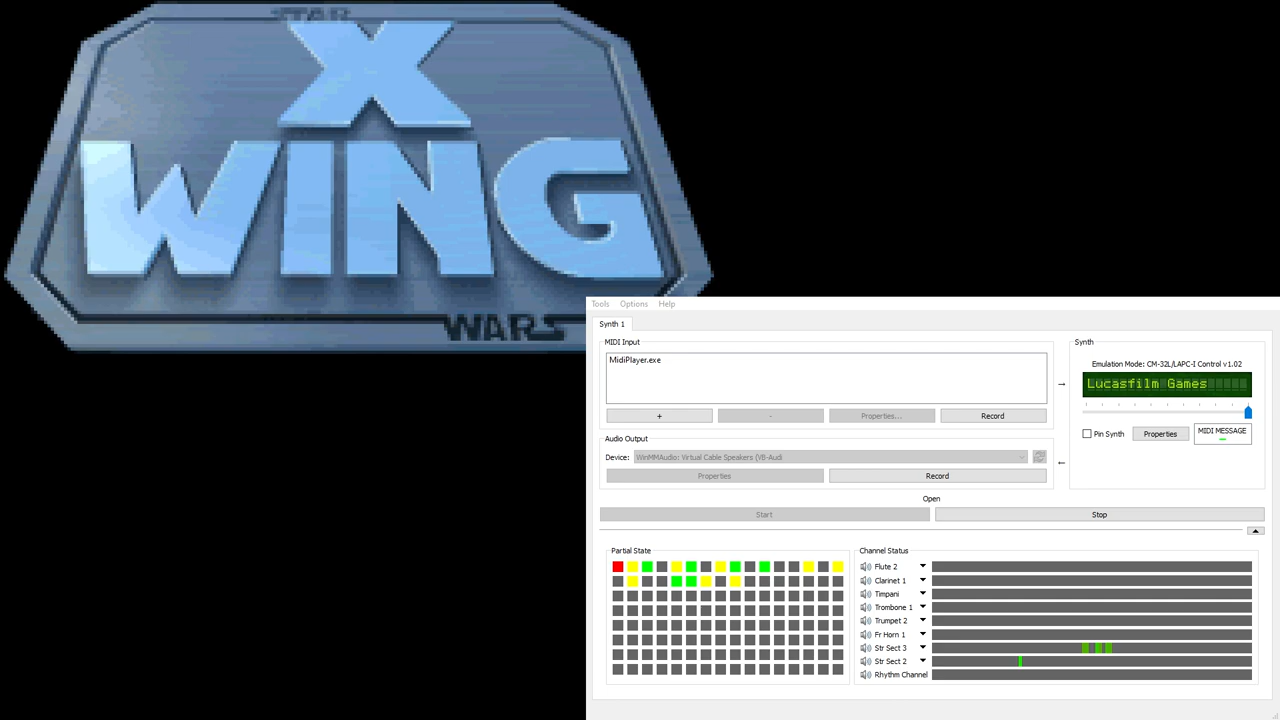 STAR
X
WING
WARS
Tools Options Help
Synth 1
MIDI Input
MidiPlayer.exe
+ - Properties... Record
Audio Output
Device: WinMMAudio: Virtual Cable Speakers (VB-Audi
Properties Record
Synth
Emulation Mode: CM-32L/LAPC-I Control v1.02
Lucasfilm Games
Pin Synth Properties MIDI MESSAGE
Open
Start Stop
Partial State
Channel Status
Flute 2
Clarinet 1
Timpani
Trombone 1
Trumpet 2
Fr Horn 1
Str Sect 3
Str Sect 2
Rhythm Channel